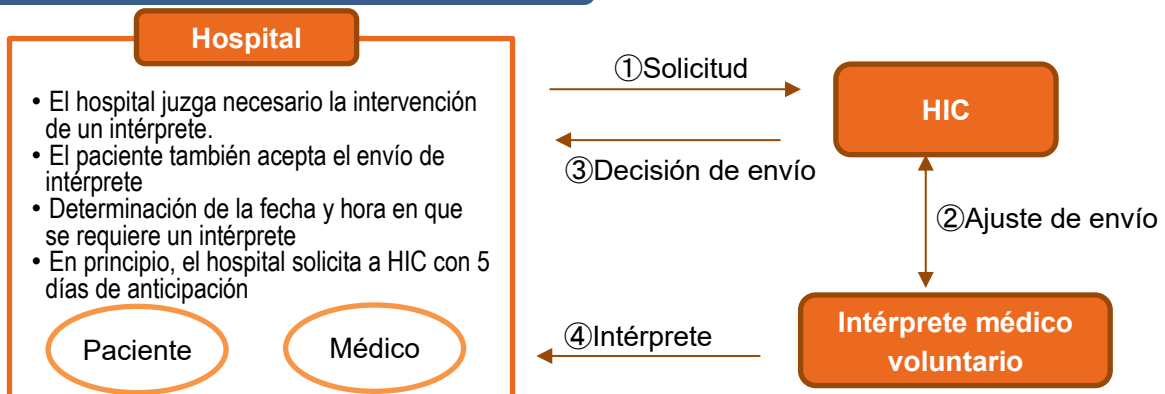 Hospital
• El hospital juzga necesario la intervención
de un intérprete.
• El paciente también acepta el envío de
intérprete
• Determinación de la fecha y hora en que
se requiere un intérprete
• En principio, el hospital solicita a HIC con 5
días de anticipación
Paciente
Médico
①Solicitud
③Decisión de envío
HIC
②Ajuste de envío
④Intérprete
Intérprete médico
voluntario